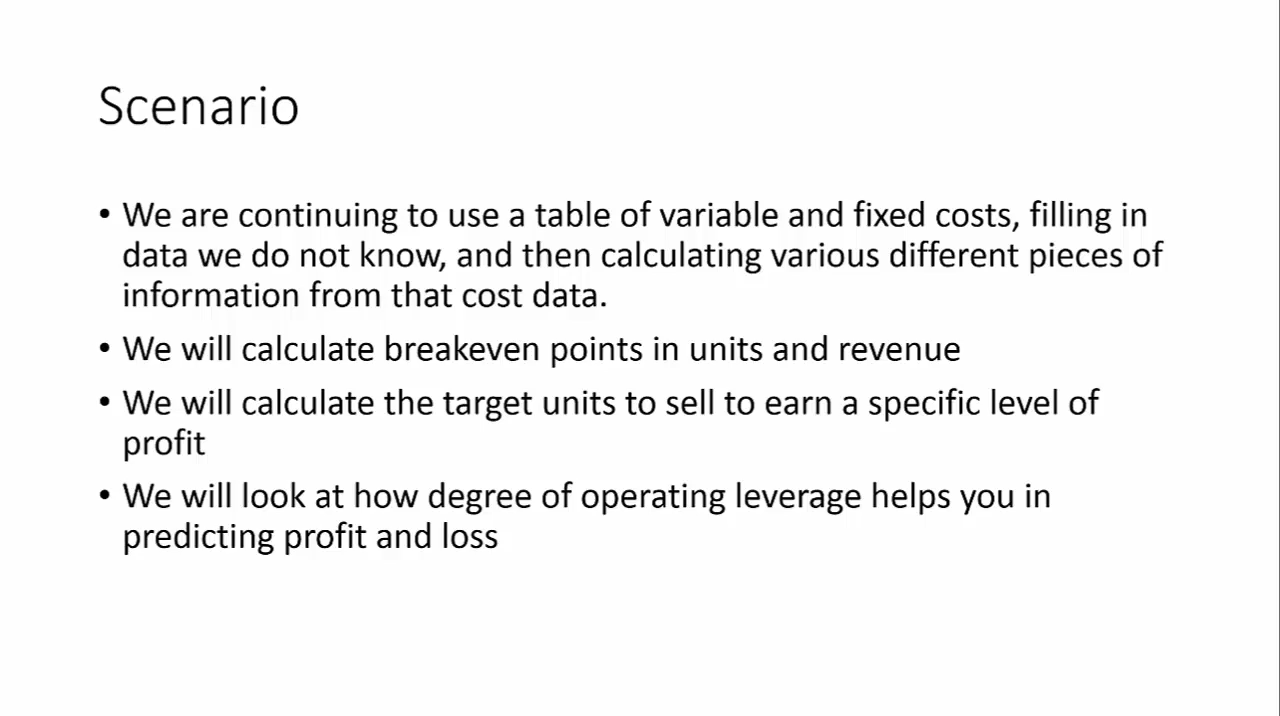 Scenario
• We are continuing to use a table of variable and fixed costs, filling in
data we do not know, and then calculating various different pieces of
information from that cost data.
• We will calculate breakeven points in units and revenue
• We will calculate the target units to sell to earn a specific level of
profit
• We will look at how degree of operating leverage helps you in
predicting profit and loss